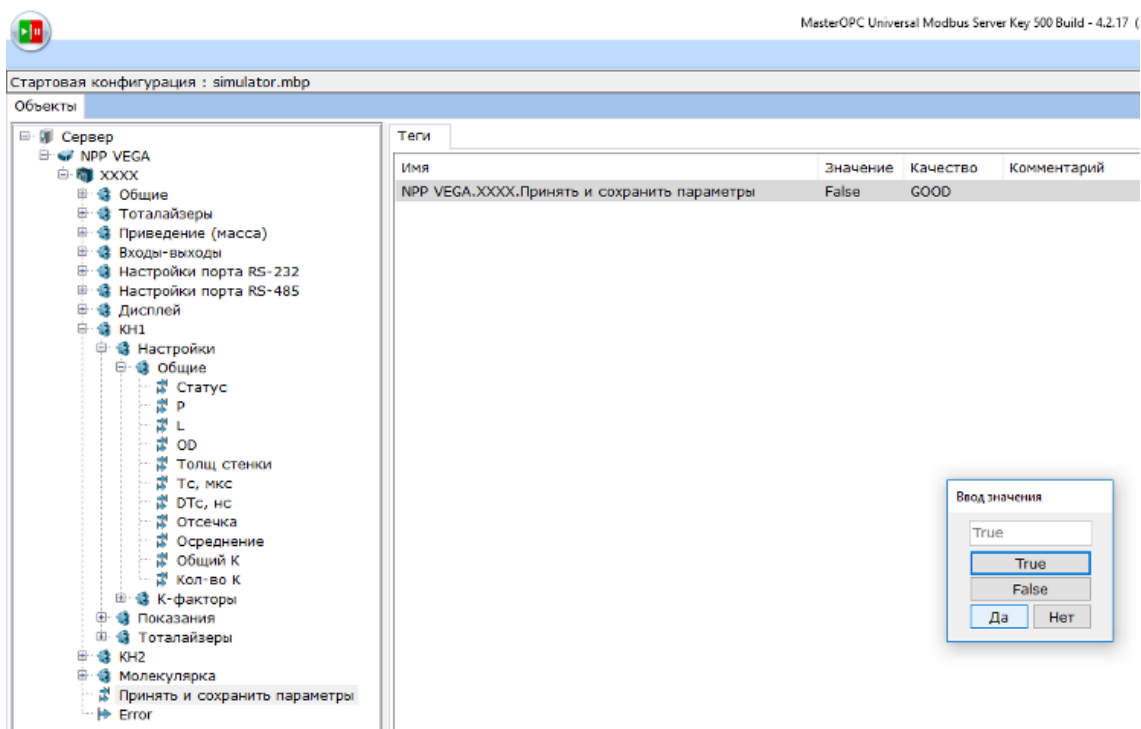 MasterOPC Universal Modbus Server Key 500 Build - 4.2.17 (
Стартовая конфигурация : simulator.mbp
Объекты
Сервер
NPP VEGA
XXXX
Общие
Тоталайзеры
Приведение (масса)
Входы-выходы
Настройки порта RS-232
Настройки порта RS-485
Дисплей
КН1
Настройки
Общие
Статус
P
L
OD
Толщ стенки
Тс, мкс
DTc, нс
Отсечка
Осреднение
Общий К
Кол-во К
К-факторы
Показания
Тоталайзеры
КН2
Молекулярка
Принять и сохранить параметры
Error
Теги
Имя Значение Качество Комментарий
NPP VEGA.XXXX.Принять и сохранить параметры False GOOD
Ввод значения
True
True
False
Да Нет